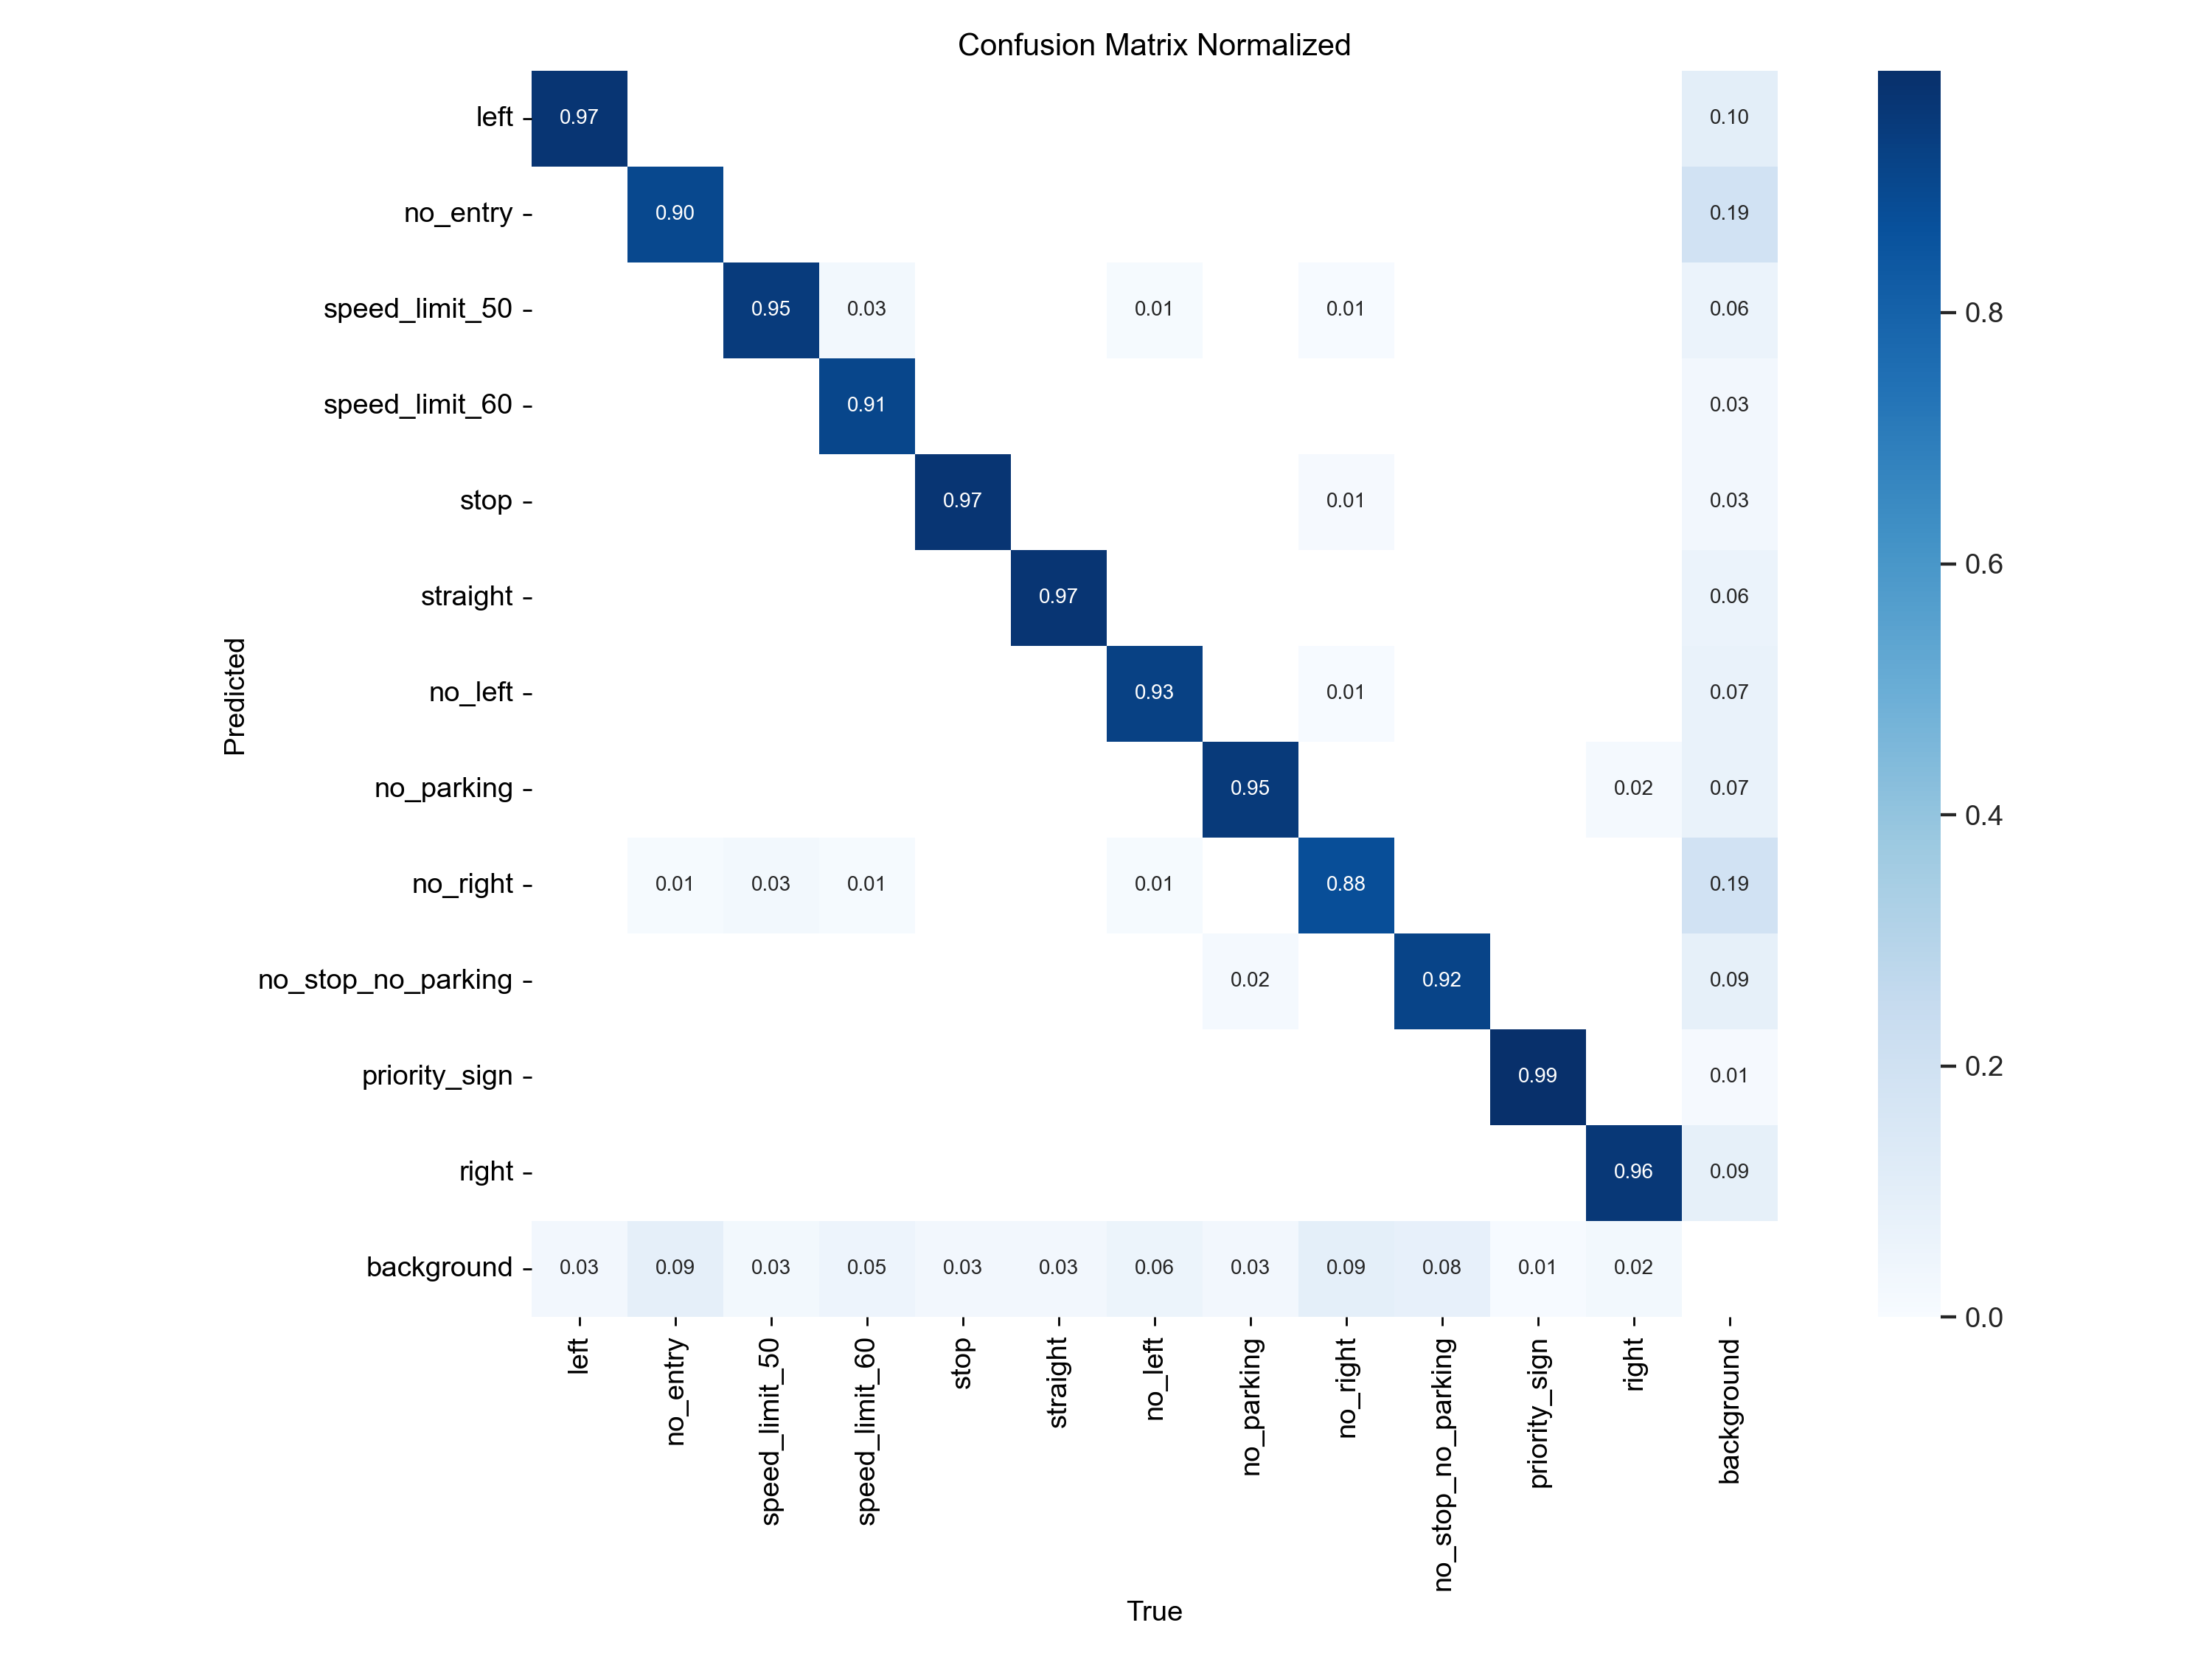 Confusion Matrix Normalized
left 0.97 0.10
no_entry 0.90 0.19
speed_limit_50 0.95 0.03 0.01 0.01 0.06 0.8
speed_limit_60 0.91 0.03
stop 0.97 0.01 0.03
straight 0.97 0.06 0.6
Predicted
no_left 0.93 0.01 0.07
no_parking 0.95 0.02 0.07 0.4
no_right 0.01 0.03 0.01 0.01 0.88 0.19
no_stop_no_parking 0.02 0.92 0.09
priority_sign 0.99 0.01 0.2
right 0.96 0.09
background 0.03 0.09 0.03 0.05 0.03 0.03 0.06 0.03 0.09 0.08 0.01 0.02
0.0
left
no_entry
speed_limit_50
speed_limit_60
stop
straight
no_left
no_parking
no_right
no_stop_no_parking
priority_sign
right
background
True